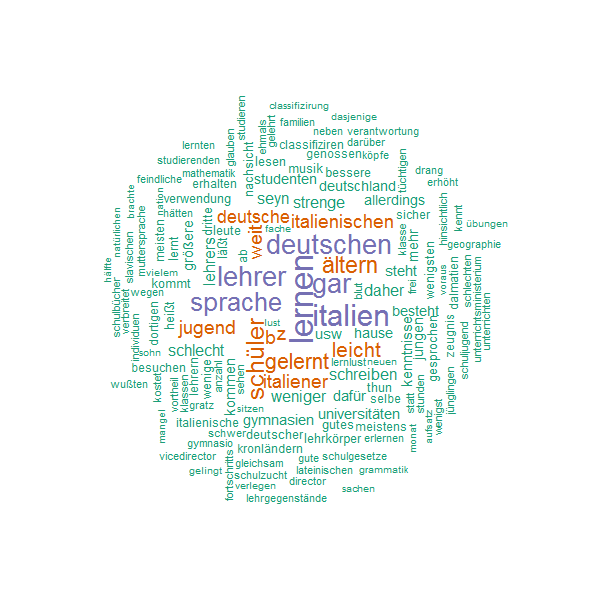 classifizirung
dasjenige
studieren
ehmals
gelehrt
familien
neben
verantwortung
lernten
glauben
nachsicht
classifiziren
darüber
genossen
köpfe
studierenden
lesen
musik
bessere
tüchtigen
drang
feindliche
mathematik
erhalten
studenten
deutschland
erhöht
brachte
nation
verwendung
seyn
strenge
allerdings
hinsichtlich
kennt
natürlichen
hätten
dritte
deutsche
italienischen
sicher
übungen
slavischen
muttersprache
meisten
lernt
größere
lehrers
leute
läßt
fache
weit
deutschen
klasse
mehr
geographie
hälfte
vielem
ab
ältern
steht
wenigsten
voraus
schlechten
kommt
lehrer
gar
blut
frei
dalmatien
unterrichtsministerium
schulbücher
verbreitet
wegen
sprache
lernen
italien
daher
besteht
unterrichten
individuen
dortigen
heißt
jugend
lust
b
z
usw
hause
kenntnisse
jungen
gesprochen
zeugnis
schuljugend
sohn
schlecht
schüler
gelernt
leicht
lernlust
neuen
besuchen
lehrern
sehen
italiener
schreiben
thun
statt
stunden
jünglingen
wußten
kostet
vortheil
klassen
wenige
anzahl
kommen
weniger
dafür
selbe
wenigst
mangel
gratz
sitzen
universitäten
monat
aufsatz
italienische
gymnasien
gutes
meistens
schwer
deutscher
lehrkörper
erlernen
gymnasio
kronländern
vicedirector
gleichsam
gute
schulgesetze
gelingt
fortschritts
schulzucht
lateinischen
grammatik
verlegen
director
sachen
lehrgegenstände